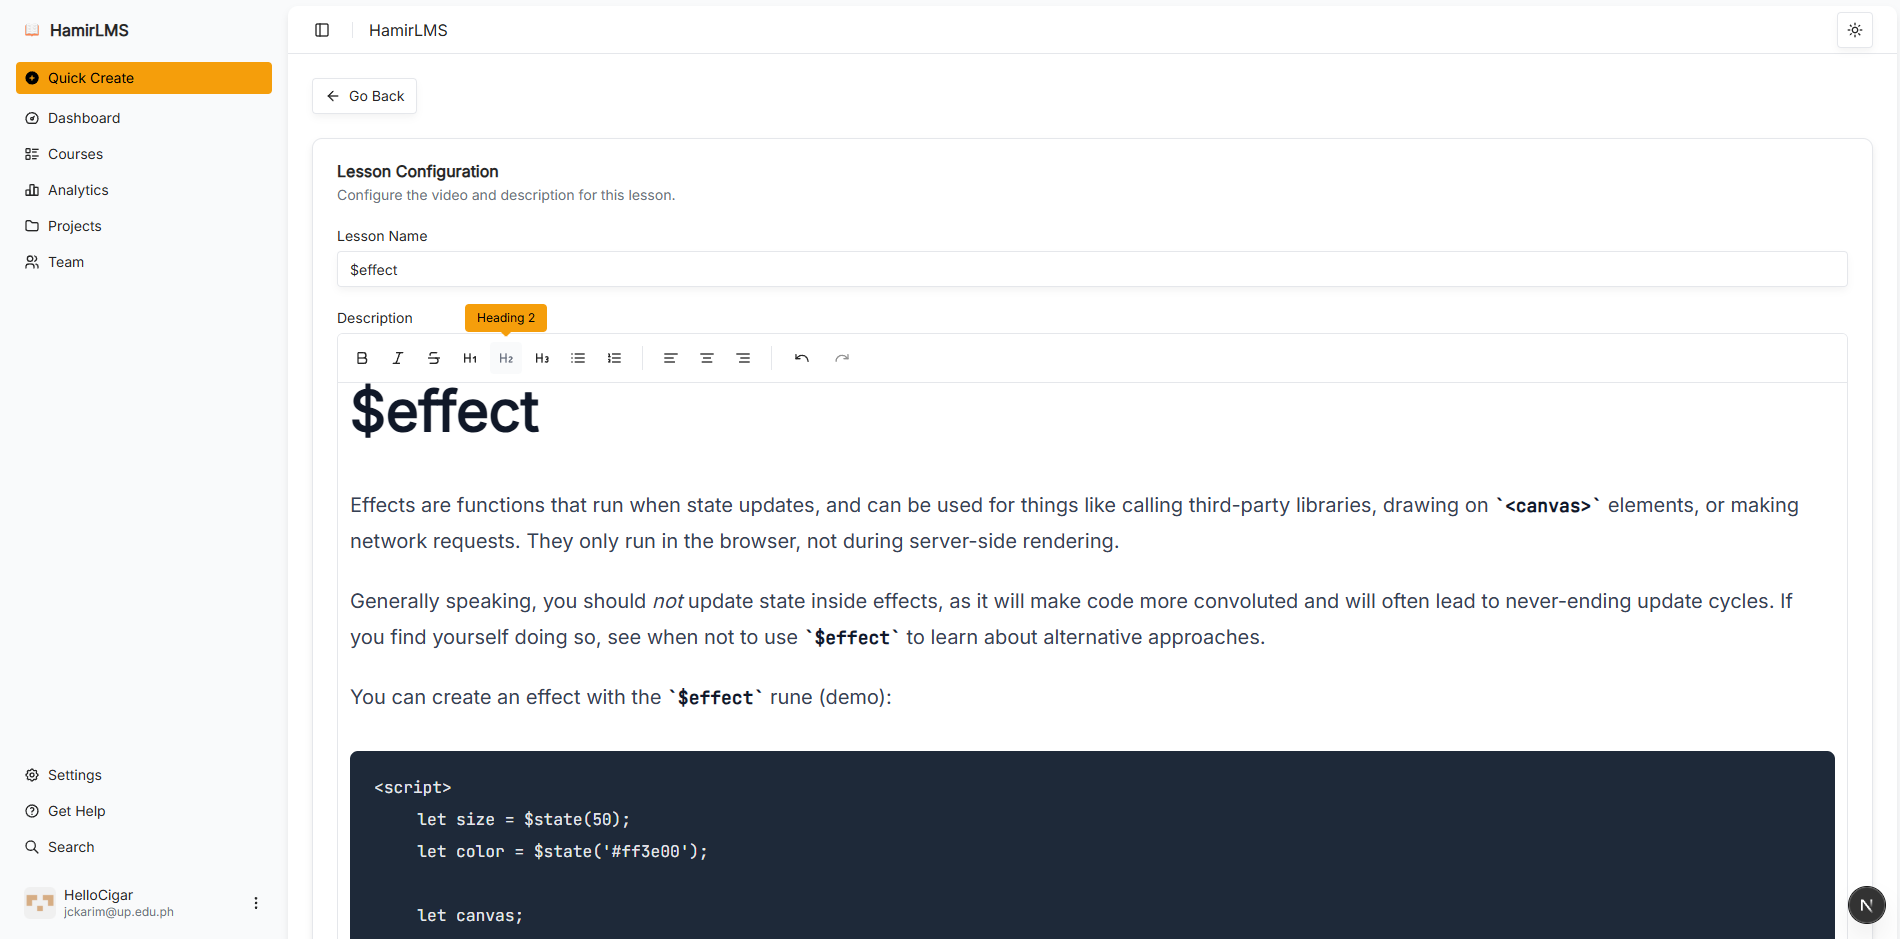 HamirLMS
Quick Create
Dashboard
Courses
Analytics
Projects
Team
Settings
Get Help
Search
HelloCigar
jckarim@up.edu.ph
HamirLMS
Go Back
Lesson Configuration
Configure the video and description for this lesson.
Lesson Name
$effect
Description
Heading 2
B I S H1 H2 H3
$effect
Effects are functions that run when state updates, and can be used for things like calling third-party libraries, drawing on `<canvas>` elements, or making
network requests. They only run in the browser, not during server-side rendering.
Generally speaking, you should not update state inside effects, as it will make code more convoluted and will often lead to never-ending update cycles. If
you find yourself doing so, see when not to use `$effect` to learn about alternative approaches.
You can create an effect with the `$effect` rune (demo):
<script>
let size = $state(50);
let color = $state('#ff3e00');
let canvas;
N